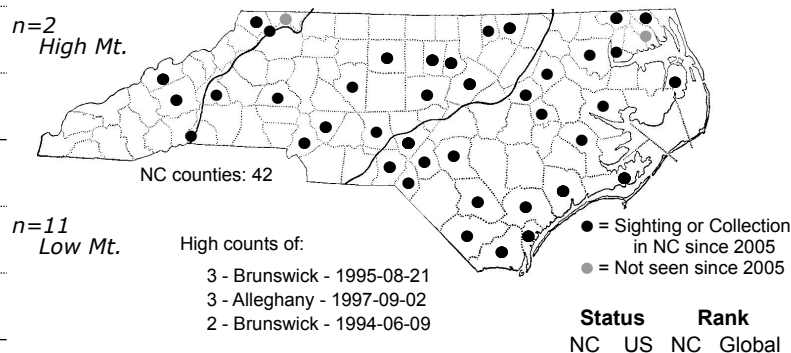 n=2
High Mt.
NC counties: 42
n=11
Low Mt.
High counts of:
3 - Brunswick - 1995-08-21
3 - Alleghany - 1997-09-02
2 - Brunswick - 1994-06-09
= Sighting or Collection
in NC since 2005
= Not seen since 2005
Status Rank
NC US NC Global